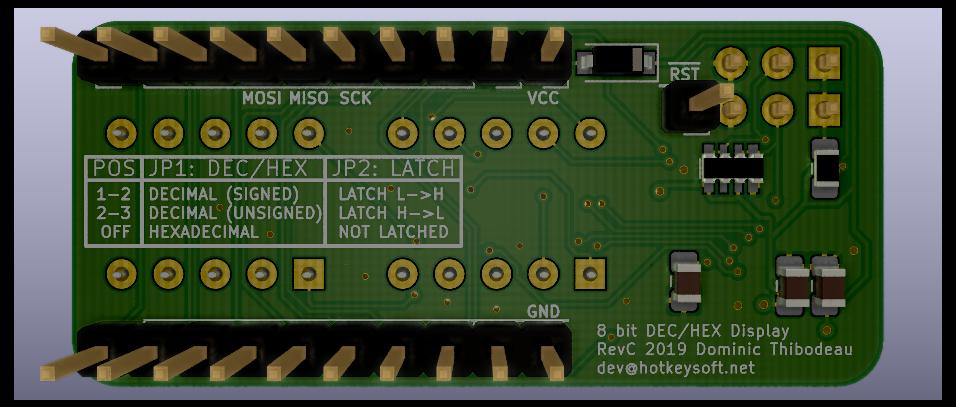 RST
MOSI MISO SCK VCC
POS JP1: DEC/HEX JP2: LATCH
1-2 DECIMAL (SIGNED) LATCH L->H
2-3 DECIMAL (UNSIGNED) LATCH H->L
OFF HEXADECIMAL NOT LATCHED
GND
8 bit DEC/HEX Display
RevC 2019 Dominic Thibodeau
dev@hotkeysoft.net